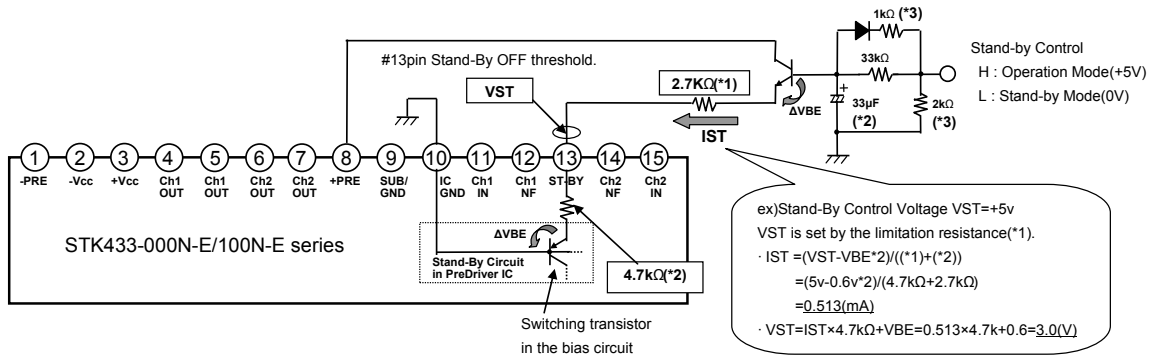 1kΩ (*3)
#13pin Stand-By OFF threshold.
33kΩ
Stand-by Control
H : Operation Mode(+5V)
L : Stand-by Mode(0V)
VST
2.7KΩ(*1)
ΔVBE
33μF
(*2)
2kΩ
(*3)
IST
1 2 3 4 5 6 7 8 9 10 11 12 13 14 15
-PRE -Vcc +Vcc Ch1 OUT Ch1 OUT Ch2 OUT Ch2 OUT +PRE SUB/ GND IC GND Ch1 IN Ch1 NF ST-BY Ch2 NF Ch2 IN
STK433-000N-E/100N-E series
ΔVBE
Stand-By Circuit
in PreDriver IC
4.7kΩ(*2)
Switching transistor
in the bias circuit
ex)Stand-By Control Voltage VST=+5v
VST is set by the limitation resistance(*1).
· IST =(VST-VBE*2)/((*1)+(*2))
=(5v-0.6v*2)/(4.7kΩ+2.7kΩ)
=0.513(mA)
· VST=IST×4.7kΩ+VBE=0.513×4.7k+0.6=3.0(V)